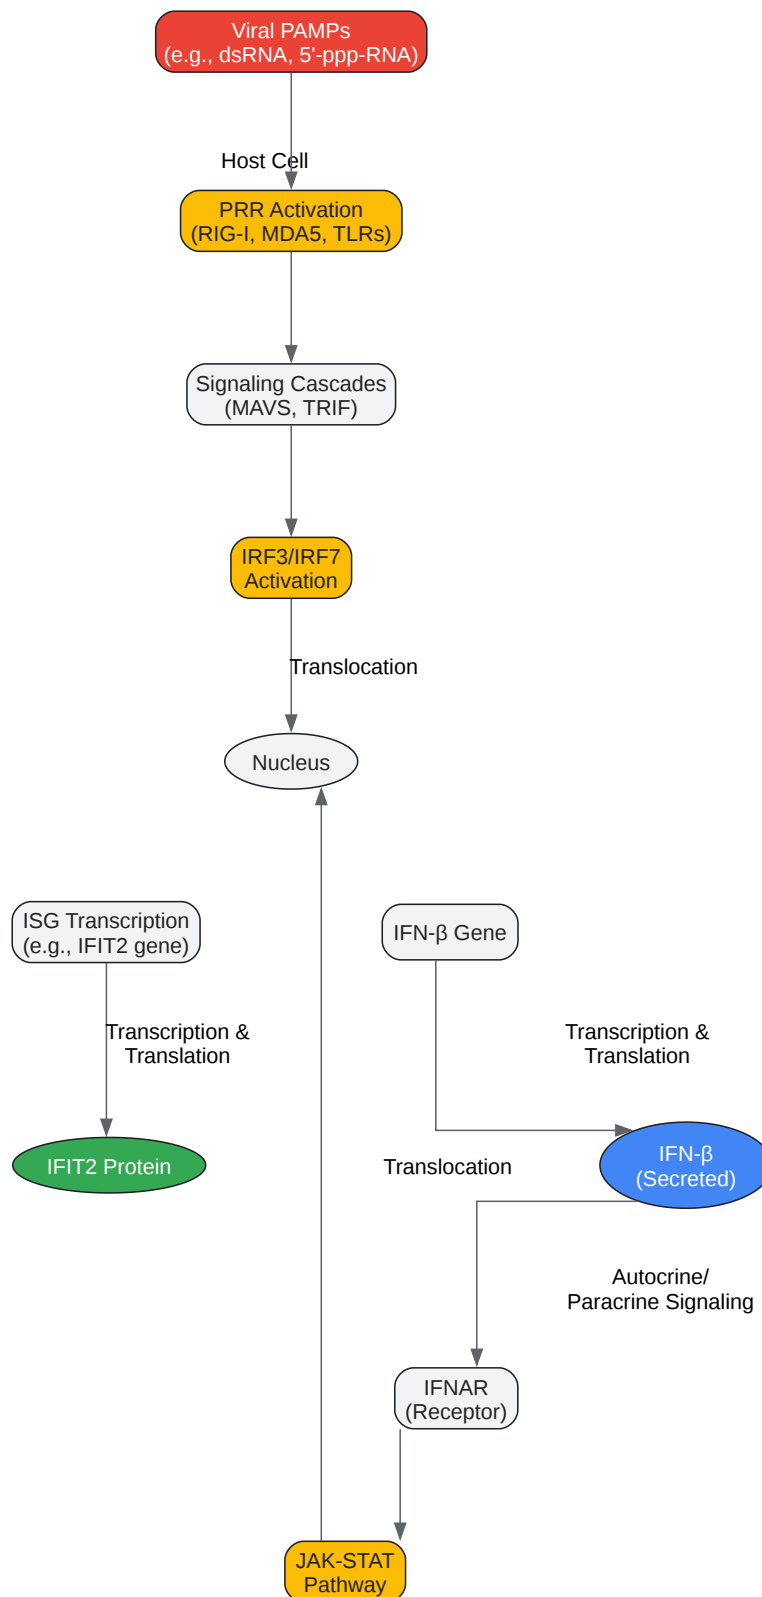 Viral PAMPs
(e.g., dsRNA, 5'-ppp-RNA)
Host Cell
PRR Activation
(RIG-I, MDA5, TLRs)
Signaling Cascades
(MAVS, TRIF)
IRF3/IRF7
Activation
Translocation
Nucleus
ISG Transcription
(e.g., IFIT2 gene)
IFN-β Gene
Transcription &
Translation
Transcription &
Translation
IFIT2 Protein
Translocation
IFN-β
(Secreted)
Autocrine/
Paracrine Signaling
IFNAR
(Receptor)
JAK-STAT
Pathway